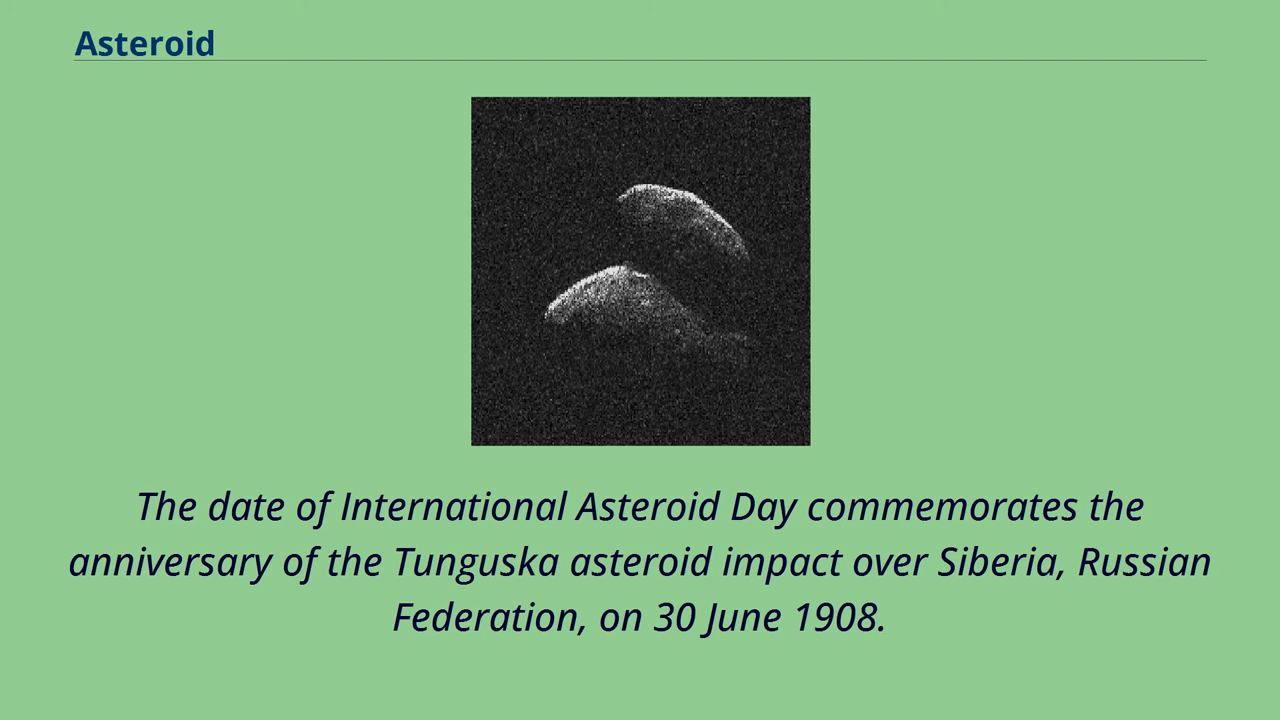 Asteroid
The date of International Asteroid Day commemorates the
anniversary of the Tunguska asteroid impact over Siberia, Russian
Federation, on 30 June 1908.